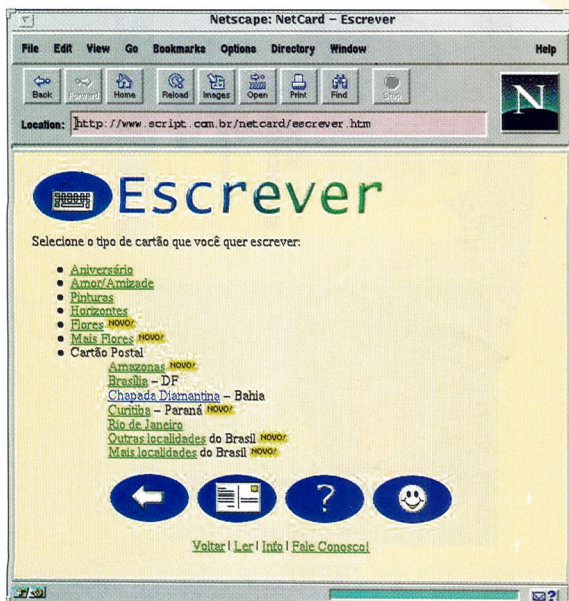 Netscape: NetCard – Escrever
File Edit View Go Bookmarks Options Directory Window Help
Back Forward Home Reload Images Open Print Find Stop
N
Location: http://www.script.com.br/netcard/escrever.htm
Escrever
Selecione o tipo de cartão que você quer escrever:
Aniversário
Amor/Amizade
Pinturas
Horizontes
Flores NOVO!
Mais Flores NOVO!
Cartão Postal
Amazonas NOVO!
Brasília – DF
Chapada Diamantina – Bahia
Curitiba – Paraná NOVO!
Rio de Janeiro
Outras localidades do Brasil NOVO!
Mais localidades do Brasil NOVO!
?
Voltar | Ler | Info | Fale Conosco!
?